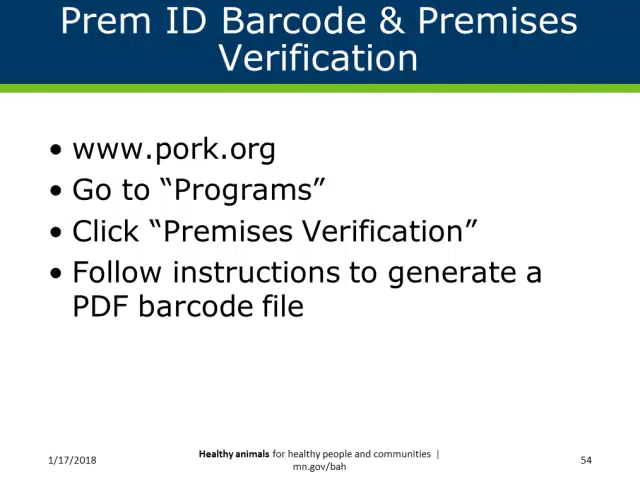 Prem ID Barcode & Premises
Verification
• www.pork.org
• Go to “Programs”
• Click “Premises Verification”
• Follow instructions to generate a
PDF barcode file
1/17/2018
Healthy animals for healthy people and communities |
mn.gov/bah
54